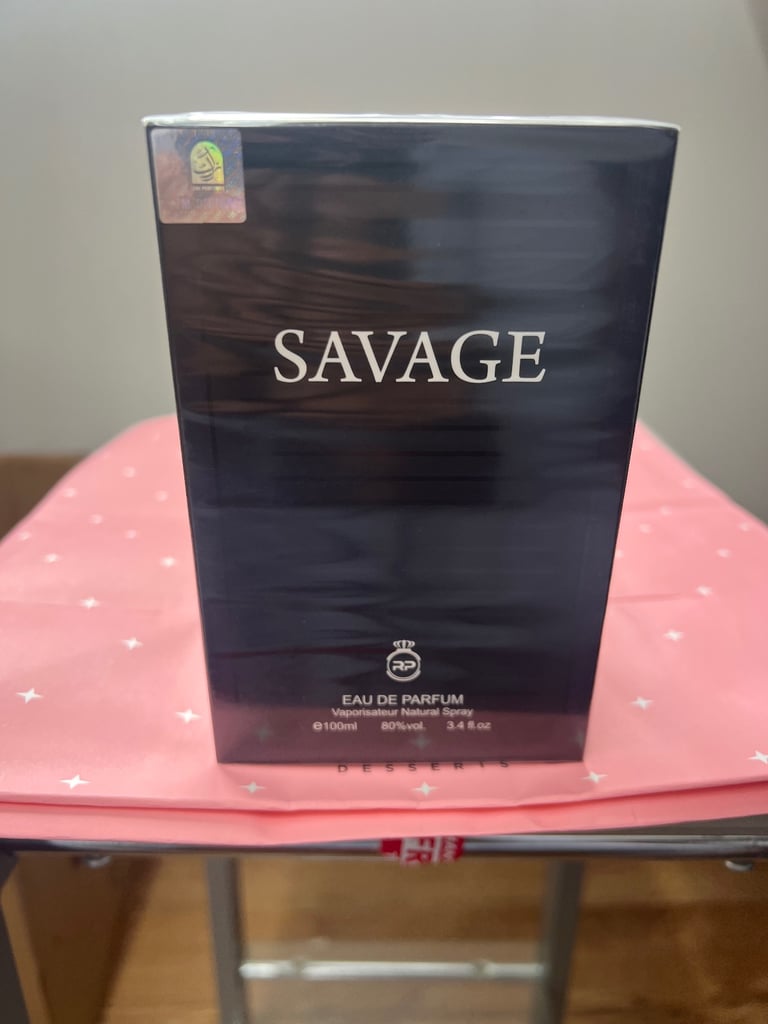 SAVAGE
RP
EAU DE PARFUM
Vaporisateur Natural Spray
℮100ml 80%vol. 3.4 fl.oz
DESSERTS